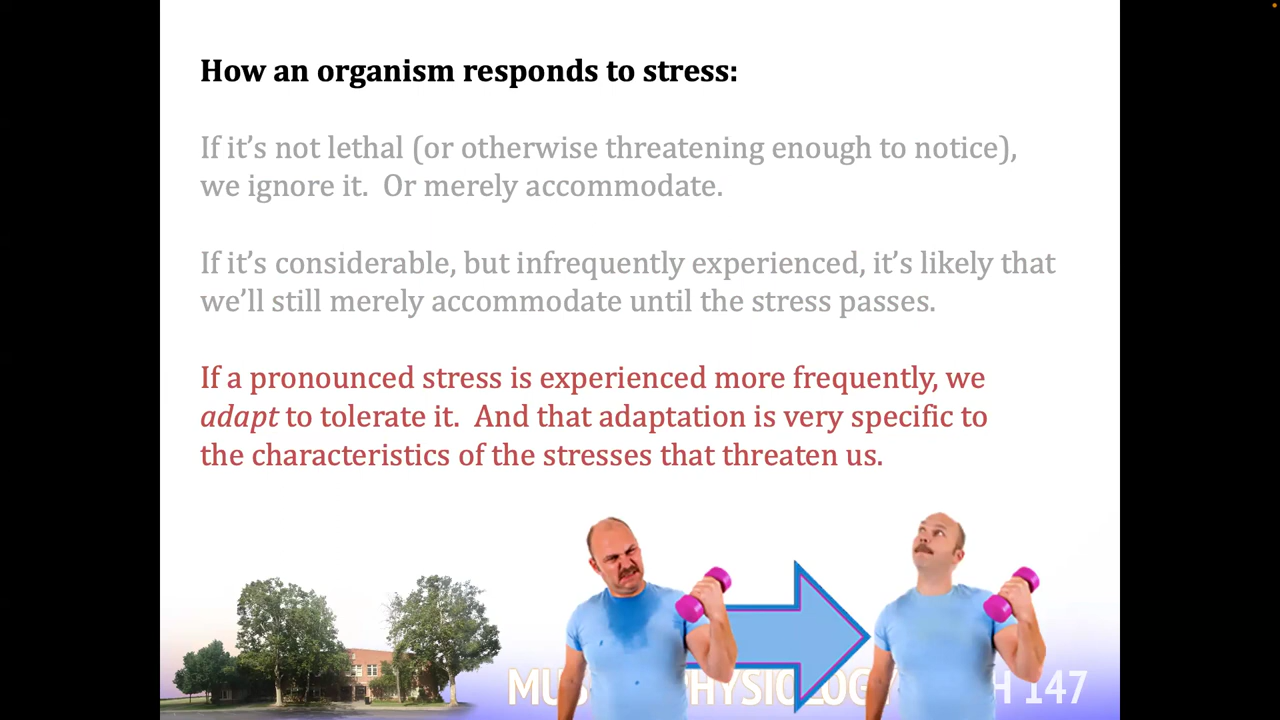 How an organism responds to stress:
If it’s not lethal (or otherwise threatening enough to notice),
we ignore it.  Or merely accommodate.
If it’s considerable, but infrequently experienced, it’s likely that
we’ll still merely accommodate until the stress passes.
If a pronounced stress is experienced more frequently, we
adapt to tolerate it.  And that adaptation is very specific to
the characteristics of the stresses that threaten us.
147